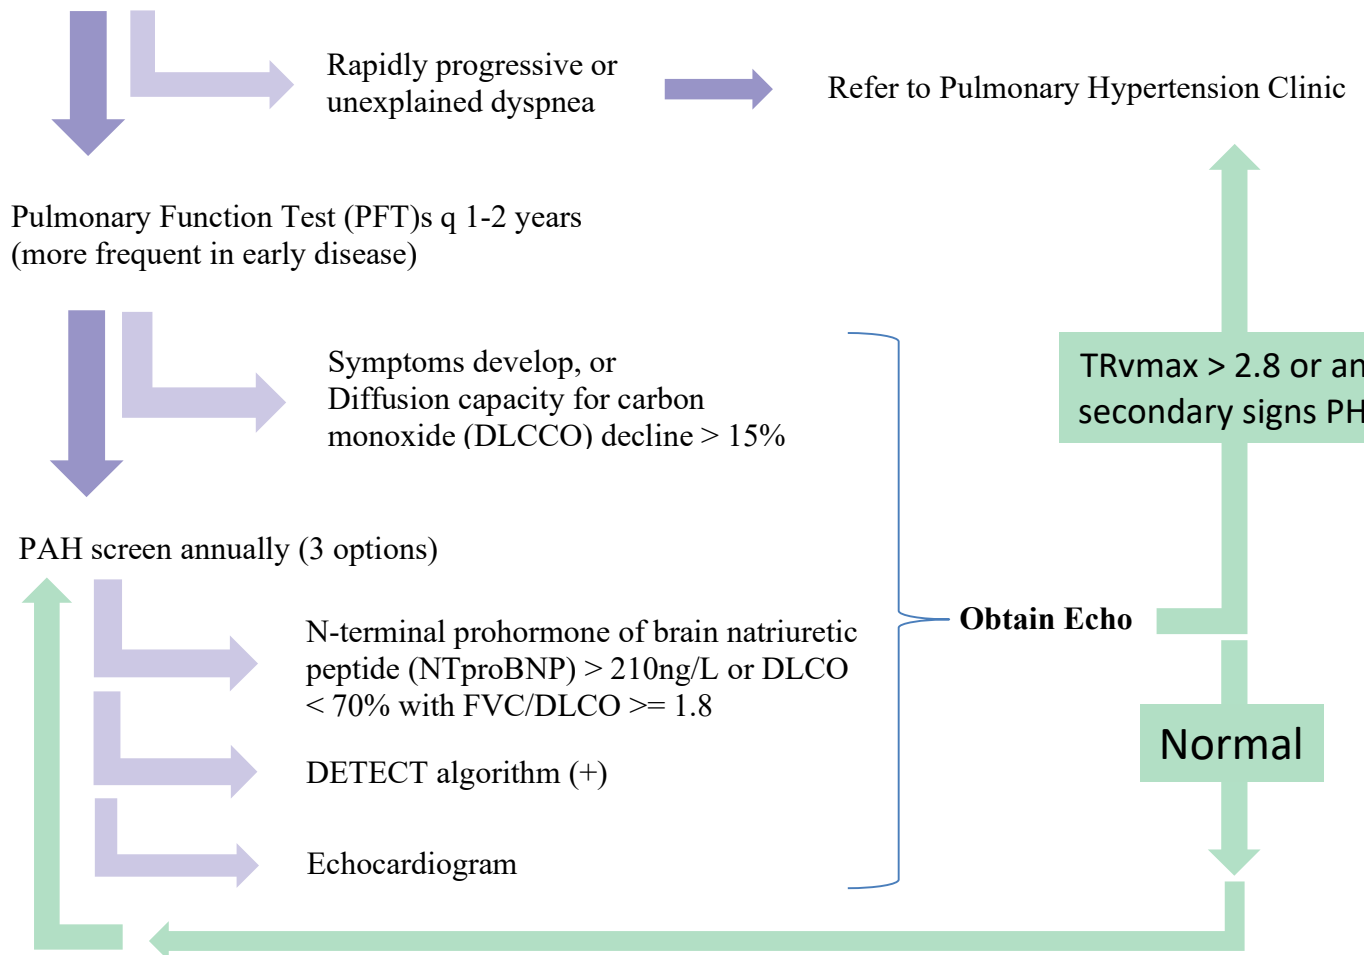 Rapidly progressive or
unexplained dyspnea
Refer to Pulmonary Hypertension Clinic
Pulmonary Function Test (PFT)s q 1-2 years
(more frequent in early disease)
Symptoms develop, or
Diffusion capacity for carbon
monoxide (DLCCO) decline > 15%
TRvmax > 2.8 or an
secondary signs PH
PAH screen annually (3 options)
N-terminal prohormone of brain natriuretic
peptide (NTproBNP) > 210ng/L or DLCO
< 70% with FVC/DLCO >= 1.8
Obtain Echo
Normal
DETECT algorithm (+)
Echocardiogram